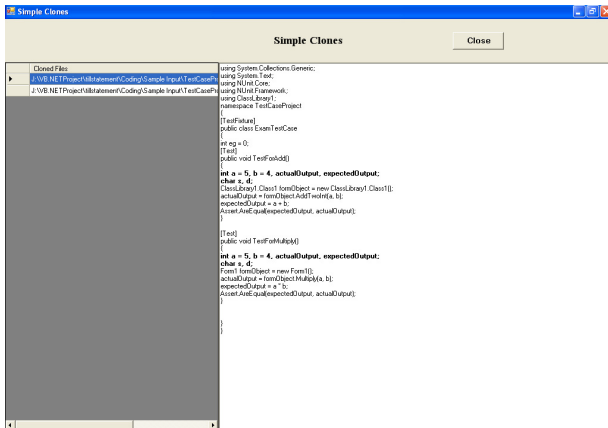 Simple Clones
Simple Clones
Close
Cloned Files
J:\VB.NETProject\tillstatement\Coding\Sample Input\TestCasePr
J:\VB.NETProject\tillstatement\Coding\Sample Input\TestCasePr
using System.Collections.Generic;
using System.Text;
using NUnit.Core;
using NUnit.Framework;
using ClassLibrary1;
namespace TestCaseProject
{
[TestFixture]
public class ExamTestCase
{
int eg = 0;
[Test]
public void TestForAdd()
{
int a = 5, b = 4, actualOutput, expectedOutput;
char s, d;
ClassLibrary1.Class1 formObject = new ClassLibrary1.Class1();
actualOutput = formObject.AddTwoInt(a, b);
expectedOutput = a + b;
Assert.AreEqual(expectedOutput, actualOutput);
}
[Test]
public void TestForMultiply()
{
int a = 5, b = 4, actualOutput, expectedOutput;
char s, d;
Form1 formObject = new Form1();
actualOutput = formObject.Multiply(a, b);
expectedOutput = a * b;
Assert.AreEqual(expectedOutput, actualOutput);
}
}
}